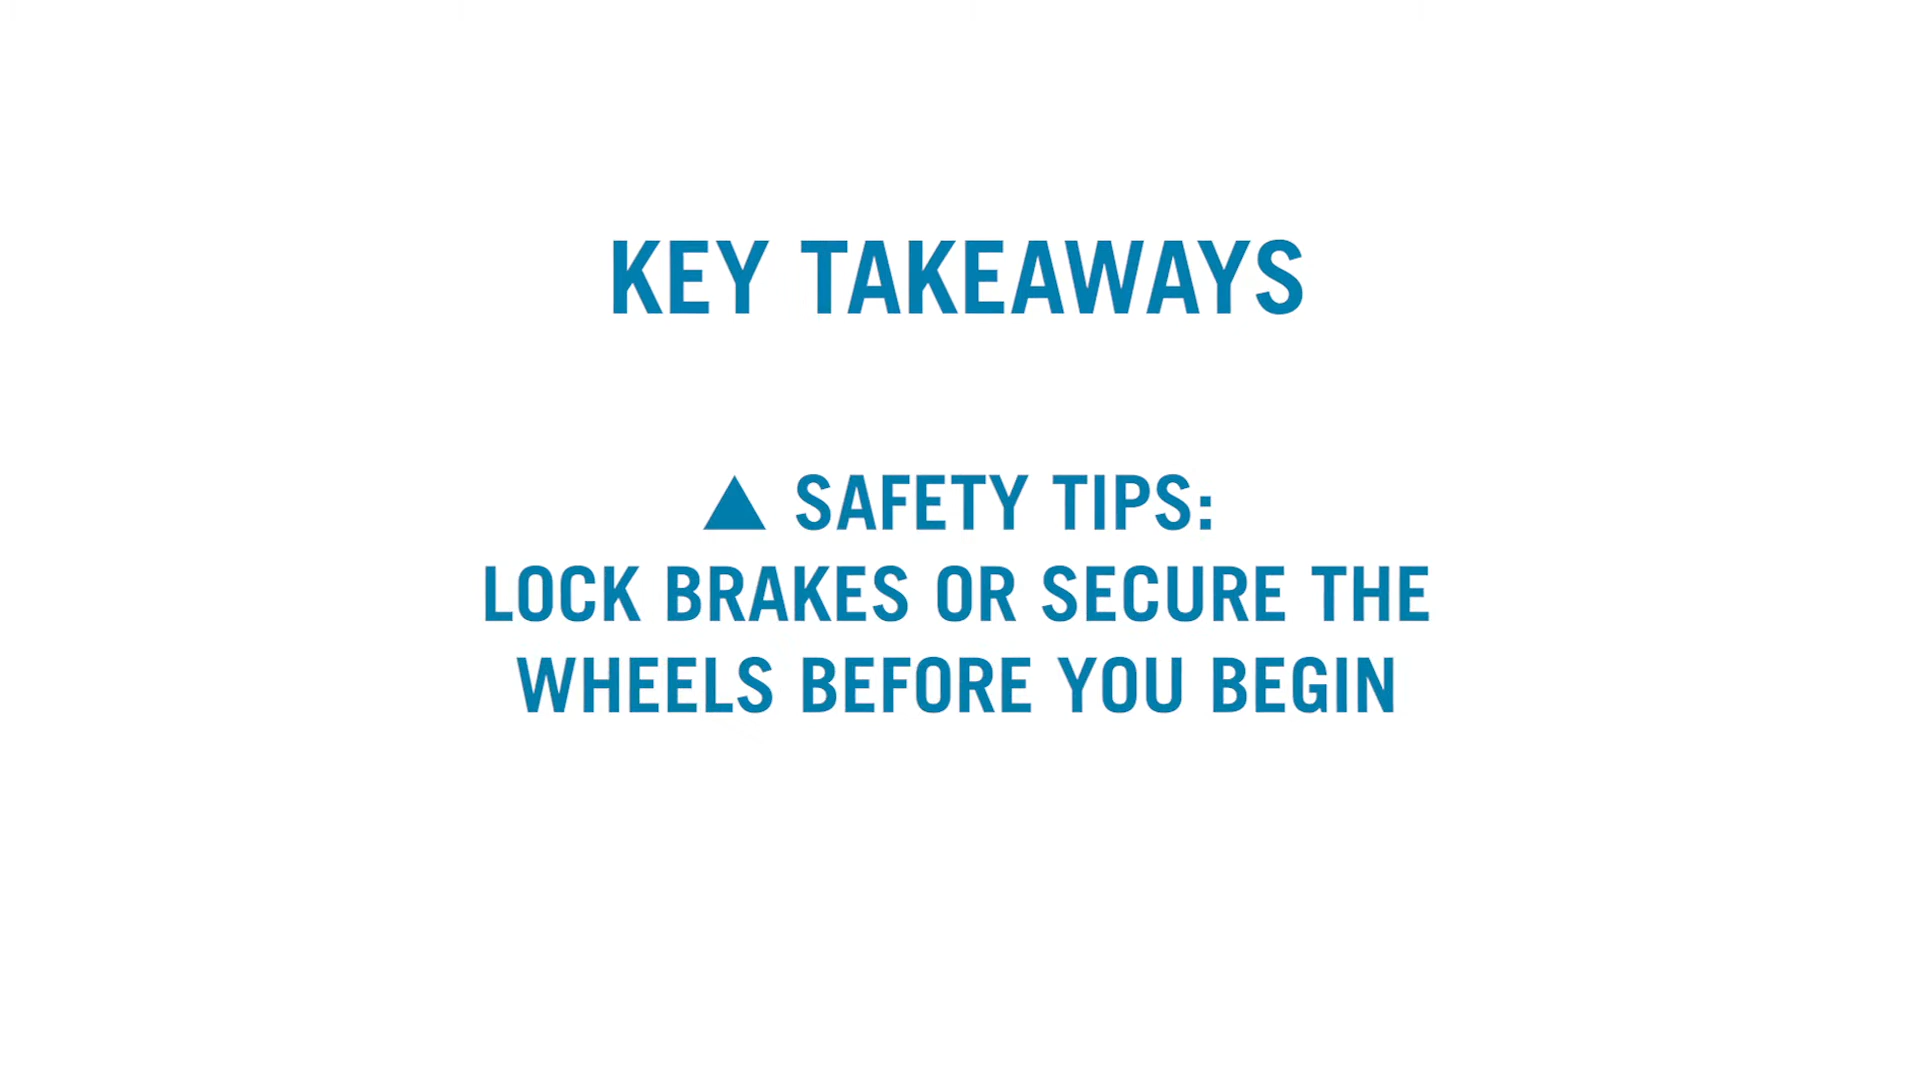 KEY TAKEAWAYS
▲ SAFETY TIPS:
LOCK BRAKES OR SECURE THE
WHEELS BEFORE YOU BEGIN